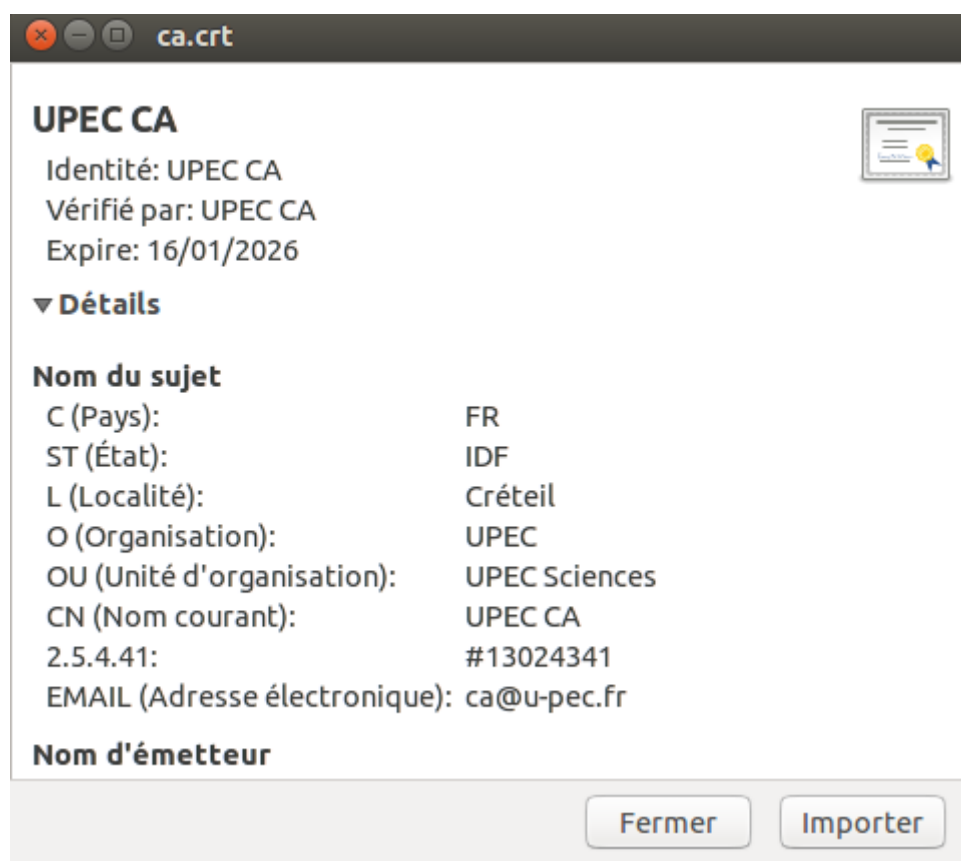 ca.crt
UPEC CA
Identité: UPEC CA
Vérifié par: UPEC CA
Expire: 16/01/2026
Détails
Nom du sujet
C (Pays): FR
ST (État): IDF
L (Localité): Créteil
O (Organisation): UPEC
OU (Unité d'organisation): UPEC Sciences
CN (Nom courant): UPEC CA
2.5.4.41: #13024341
EMAIL (Adresse électronique): ca@u-pec.fr
Nom d'émetteur
Fermer Importer